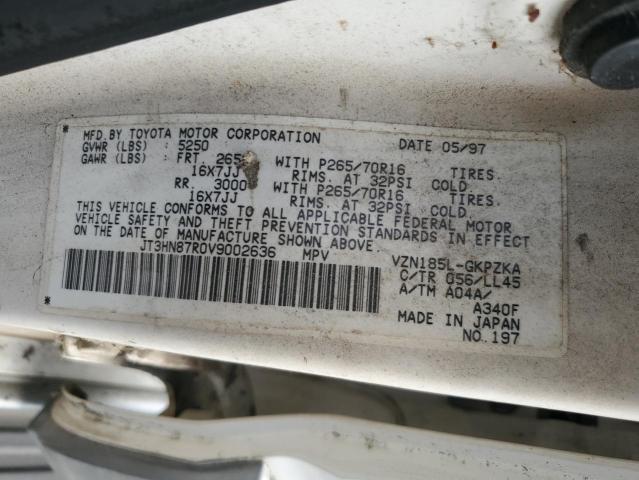 MFD. BY TOYOTA MOTOR CORPORATION DATE 05/97
GVWR (LBS) 5250
GAWR (LBS) FRT. 265 WITH P265/70R16 TIRES.
16X7JJ RIMS. AT 32PSI COLD
RR. 3000 WITH P265/70R16 TIRES.
16X7JJ RIMS. AT 32PSI COLD
THIS VEHICLE CONFORMS TO ALL APPLICABLE FEDERAL MOTOR
VEHICLE SAFETY AND THEFT PREVENTION STANDARDS IN EFFECT
ON THE DATE OF MANUFACTURE SHOWN ABOVE.
JT3HN87R0V9002636 MPV VZN185L-GKPZKA
C/TR 056/LL45
A/TM A04A/
A340F
MADE IN JAPAN
NO.197